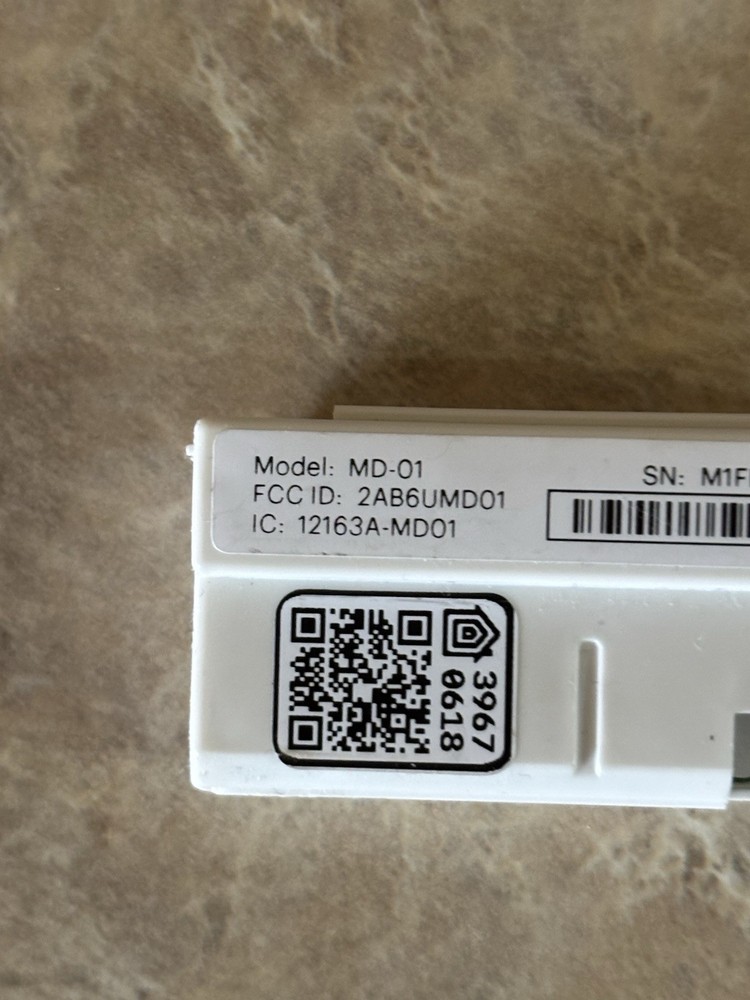 Model: MD-01
FCC ID: 2AB6UMD01
IC: 12163A-MD01
SN: M1F
3967
0618